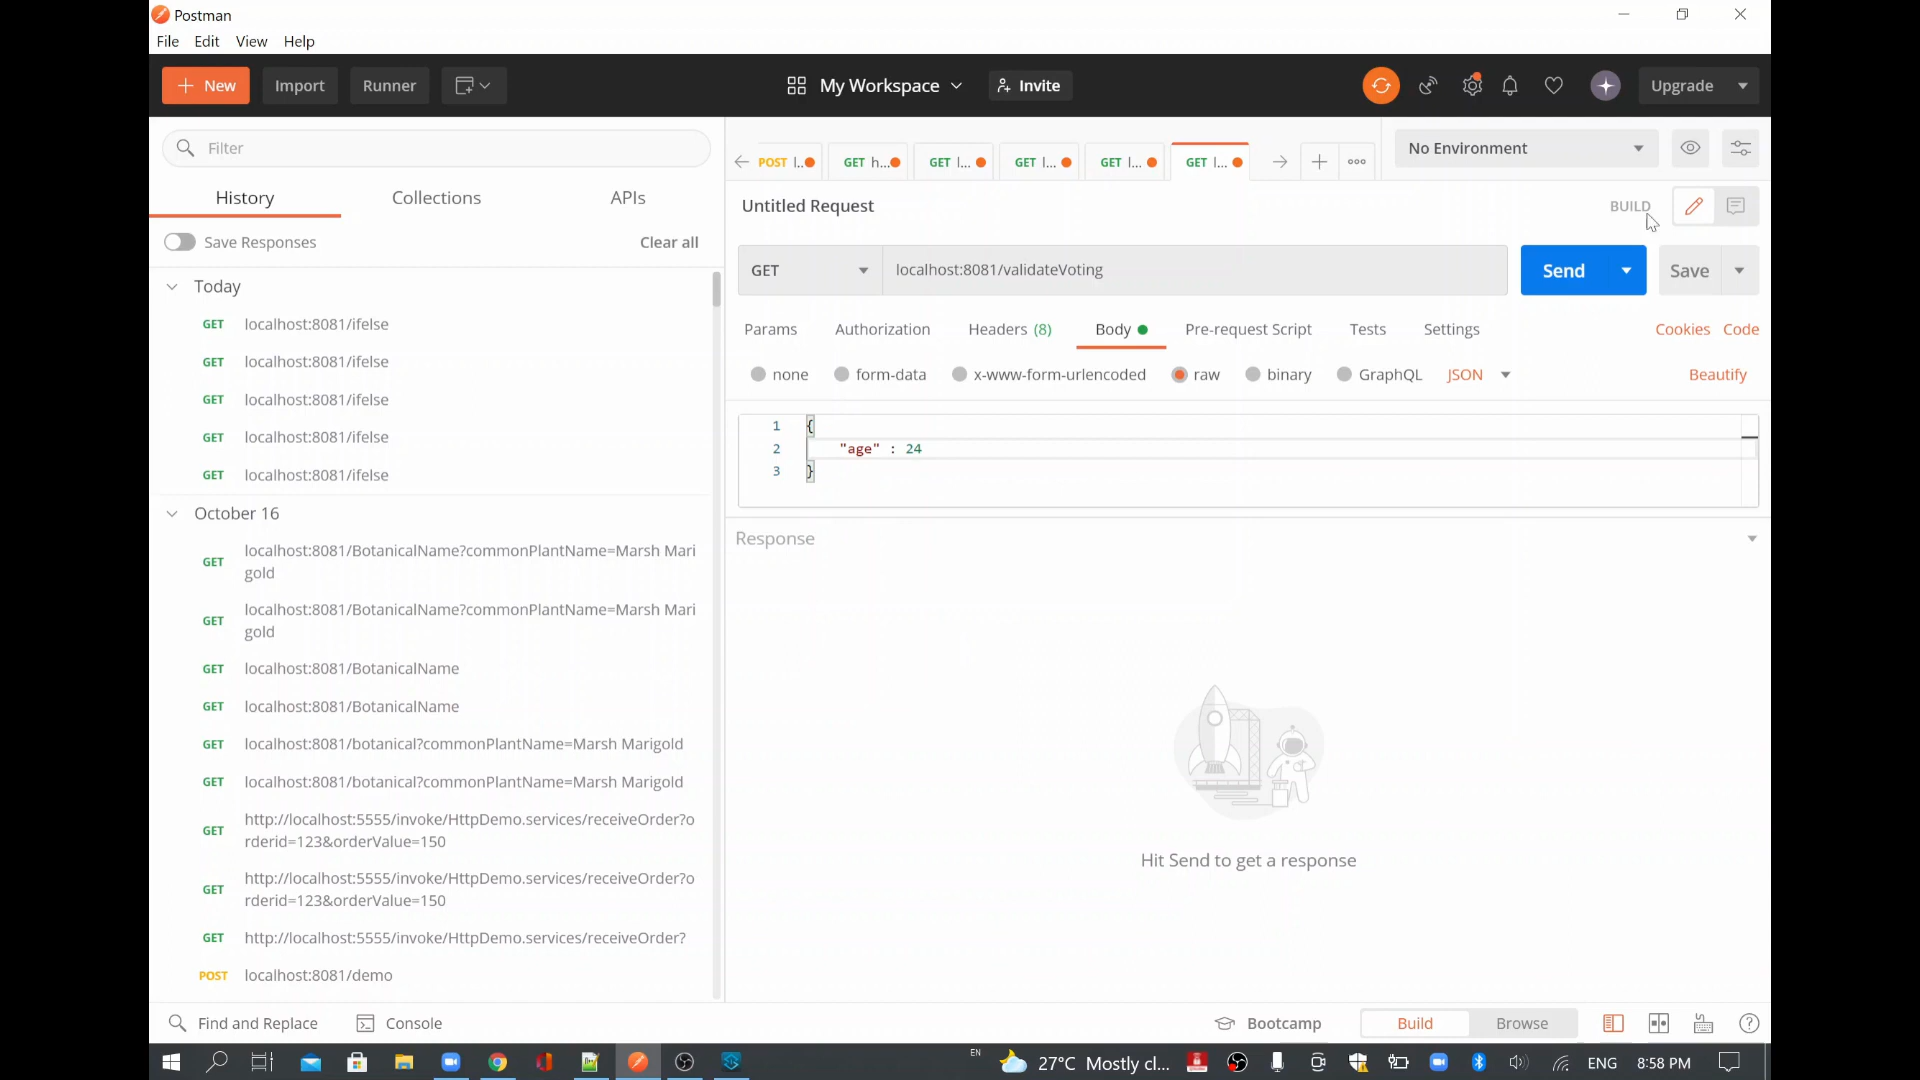 Postman
File Edit View Help
New Import Runner My Workspace Invite Upgrade
Filter
History Collections APIs
Save Responses Clear all
Today
GET localhost:8081/ifelse
GET localhost:8081/ifelse
GET localhost:8081/ifelse
GET localhost:8081/ifelse
GET localhost:8081/ifelse
October 16
GET localhost:8081/BotanicalName?commonPlantName=Marsh Mari
gold
GET localhost:8081/BotanicalName?commonPlantName=Marsh Mari
gold
GET localhost:8081/BotanicalName
GET localhost:8081/BotanicalName
GET localhost:8081/botanical?commonPlantName=Marsh Marigold
GET localhost:8081/botanical?commonPlantName=Marsh Marigold
GET http://localhost:5555/invoke/HttpDemo.services/receiveOrder?o
rderid=123&orderValue=150
GET http://localhost:5555/invoke/HttpDemo.services/receiveOrder?o
rderid=123&orderValue=150
GET http://localhost:5555/invoke/HttpDemo.services/receiveOrder?
POST localhost:8081/demo
POST l... GET h... GET l... GET l... GET l... GET l... No Environment
Untitled Request BUILD
GET localhost:8081/validateVoting Send Save
Params Authorization Headers (8) Body Pre-request Script Tests Settings Cookies Code
none form-data x-www-form-urlencoded raw binary GraphQL JSON Beautify
1 {
2 "age" : 24
3 }
Response
Hit Send to get a response
Find and Replace Console Bootcamp Build Browse
EN 27°C Mostly cl... ENG 8:58 PM